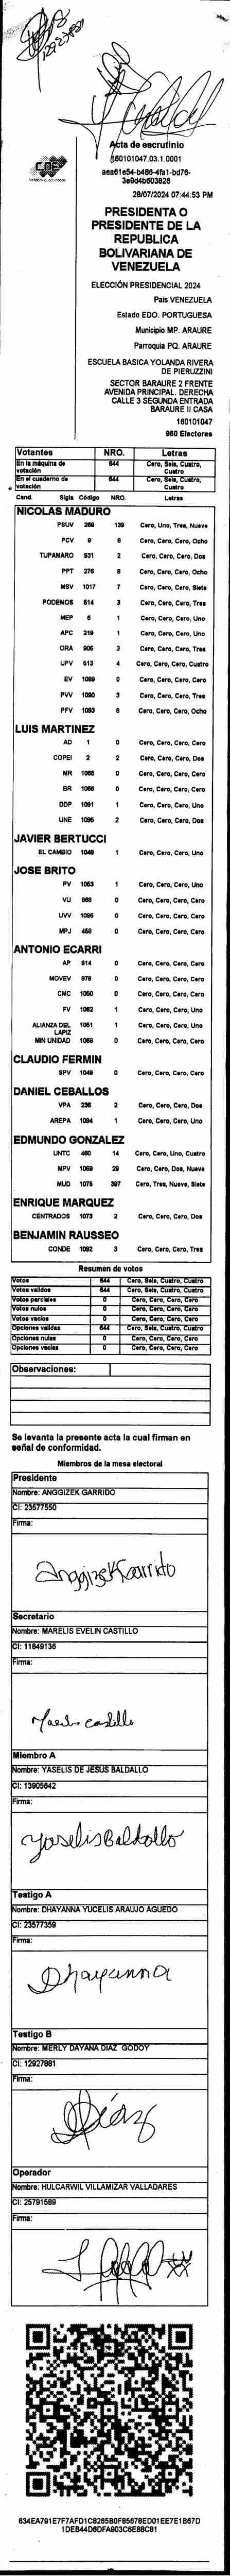 12927881
Acta de escrutinio
160101047.03.1.0001
aea61e54-b486-4fa1-bd76-
3e9d4b603826
28/07/2024 07:44:53 PM
PRESIDENTA O
PRESIDENTE DE LA
REPUBLICA
BOLIVARIANA DE
VENEZUELA
ELECCIÓN PRESIDENCIAL 2024
País VENEZUELA
Estado EDO. PORTUGUESA
Municipio MP. ARAURE
Parroquia PQ. ARAURE
ESCUELA BASICA YOLANDA RIVERA
DE PIERUZZINI
SECTOR BARAURE 2 FRENTE
AVENIDA PRINCIPAL. DERECHA
CALLE 3 SEGUNDA ENTRADA
BARAURE II CASA
160101047
960 Electores
Votantes NRO. Letras
En la máquina de votación 644 Cero, Seis, Cuatro, Cuatro
En el cuaderno de votación 644 Cero, Seis, Cuatro, Cuatro
Cand. Sigla Código NRO. Letras
NICOLAS MADURO
PSUV 269 139 Cero, Uno, Tres, Nueve
PCV 9 8 Cero, Cero, Cero, Ocho
TUPAMARO 931 2 Cero, Cero, Cero, Dos
PPT 276 8 Cero, Cero, Cero, Ocho
MSV 1017 7 Cero, Cero, Cero, Siete
PODEMOS 514 3 Cero, Cero, Cero, Tres
MEP 6 1 Cero, Cero, Cero, Uno
APC 219 1 Cero, Cero, Cero, Uno
ORA 906 3 Cero, Cero, Cero, Tres
UPV 513 4 Cero, Cero, Cero, Cuatro
EV 1089 0 Cero, Cero, Cero, Cero
PVV 1090 3 Cero, Cero, Cero, Tres
PFV 1093 8 Cero, Cero, Cero, Ocho
LUIS MARTINEZ
AD 1 0 Cero, Cero, Cero, Cero
COPEI 2 2 Cero, Cero, Cero, Dos
MR 1066 0 Cero, Cero, Cero, Cero
BR 0 Cero, Cero, Cero, Cero
DDP 1091 1 Cero, Cero, Cero, Uno
UNE 1095 2 Cero, Cero, Cero, Dos
JAVIER BERTUCCI
EL CAMBIO 1048 1 Cero, Cero, Cero, Uno
JOSE BRITO
PV 1053 1 Cero, Cero, Cero, Uno
VU 968 0 Cero, Cero, Cero, Cero
UVV 1096 0 Cero, Cero, Cero, Cero
MPJ 458 0 Cero, Cero, Cero, Cero
ANTONIO ECARRI
AP 914 0 Cero, Cero, Cero, Cero
MOVEV 878 0 Cero, Cero, Cero, Cero
CMC 1050 0 Cero, Cero, Cero, Cero
FV 1062 1 Cero, Cero, Cero, Uno
ALIANZA DEL LAPIZ 1051 1 Cero, Cero, Cero, Uno
MIN UNIDAD 1069 0 Cero, Cero, Cero, Cero
CLAUDIO FERMIN
SPV 1049 0 Cero, Cero, Cero, Cero
DANIEL CEBALLOS
VPA 236 2 Cero, Cero, Cero, Dos
AREPA 1094 1 Cero, Cero, Cero, Uno
EDMUNDO GONZALEZ
UNTC 460 14 Cero, Cero, Uno, Cuatro
MPV 1069 29 Cero, Cero, Dos, Nueve
MUD 1075 397 Cero, Tres, Nueve, Siete
ENRIQUE MARQUEZ
CENTRADOS 1073 2 Cero, Cero, Cero, Dos
BENJAMIN RAUSSEO
CONDE 1092 3 Cero, Cero, Cero, Tres
Resumen de votos
Votos 644 Cero, Seis, Cuatro, Cuatro
Votos validos 644 Cero, Seis, Cuatro, Cuatro
Votos parciales 0 Cero, Cero, Cero, Cero
Votos nulos 0 Cero, Cero, Cero, Cero
Votos vacios 0 Cero, Cero, Cero, Cero
Opciones validas 644 Cero, Seis, Cuatro, Cuatro
Opciones nulas 0 Cero, Cero, Cero, Cero
Opciones vacias 0 Cero, Cero, Cero, Cero
Observaciones:
Se levanta la presente acta la cual firman en
señal de conformidad.
Miembros de la mesa electoral
Presidente
Nombre: ANGGIZEK GARRIDO
CI: 23577550
Firma:
Anggizek Garrido
Secretario
Nombre: MARELIS EVELIN CASTILLO
CI: 11849136
Firma:
Miembro A
Nombre: YASELIS DE JESUS BALDALLO
CI: 13905642
Firma:
Yaselis Baldallo
Testigo A
Nombre: DHAYANNA YUCELIS ARAUJO AGUEDO
CI: 23577359
Firma:
Dhayanna
Testigo B
Nombre: MERLY DAYANA DIAZ GODOY
CI: 12927881
Firma:
Díaz
Operador
Nombre: HULCARWIL VILLAMIZAR VALLADARES
CI: 25791589
Firma:
634EA791E7F7AFD1C8265B0F85678ED01EE7E1B67D
1DEB44D6DFA903C6EB8C81